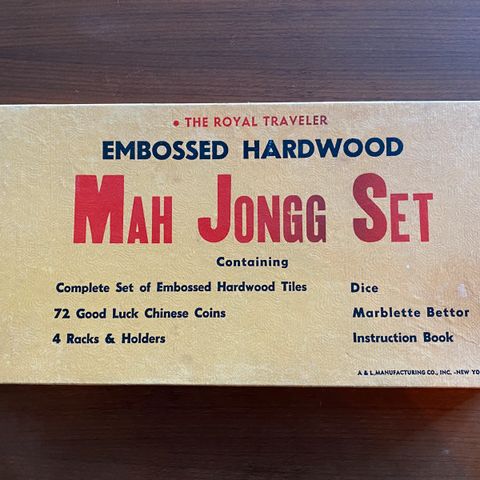 • THE ROYAL TRAVELER
EMBOSSED HARDWOOD
MAH JONGG SET
Containing
Complete Set of Embossed Hardwood Tiles
72 Good Luck Chinese Coins
4 Racks & Holders
Dice
Marblette Bettor
Instruction Book
A & L. MANUFACTURING CO., INC. -NEW YO